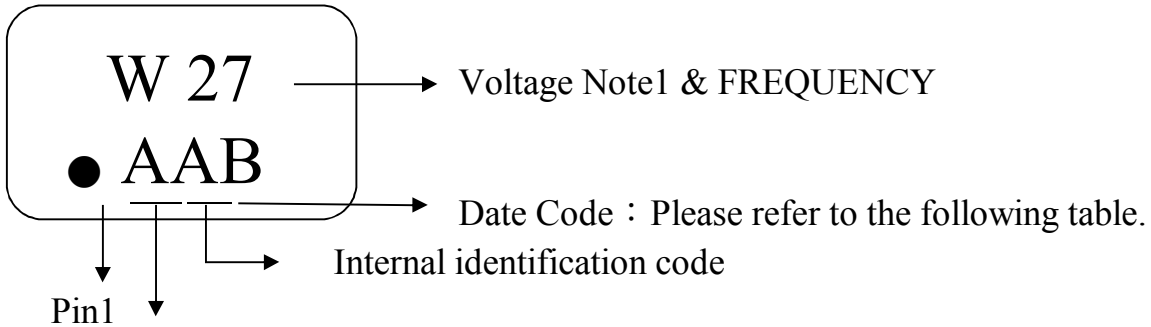 W 27
Voltage Note1 & FREQUENCY
AAB
Date Code：Please refer to the following table.
Internal identification code
Pin1